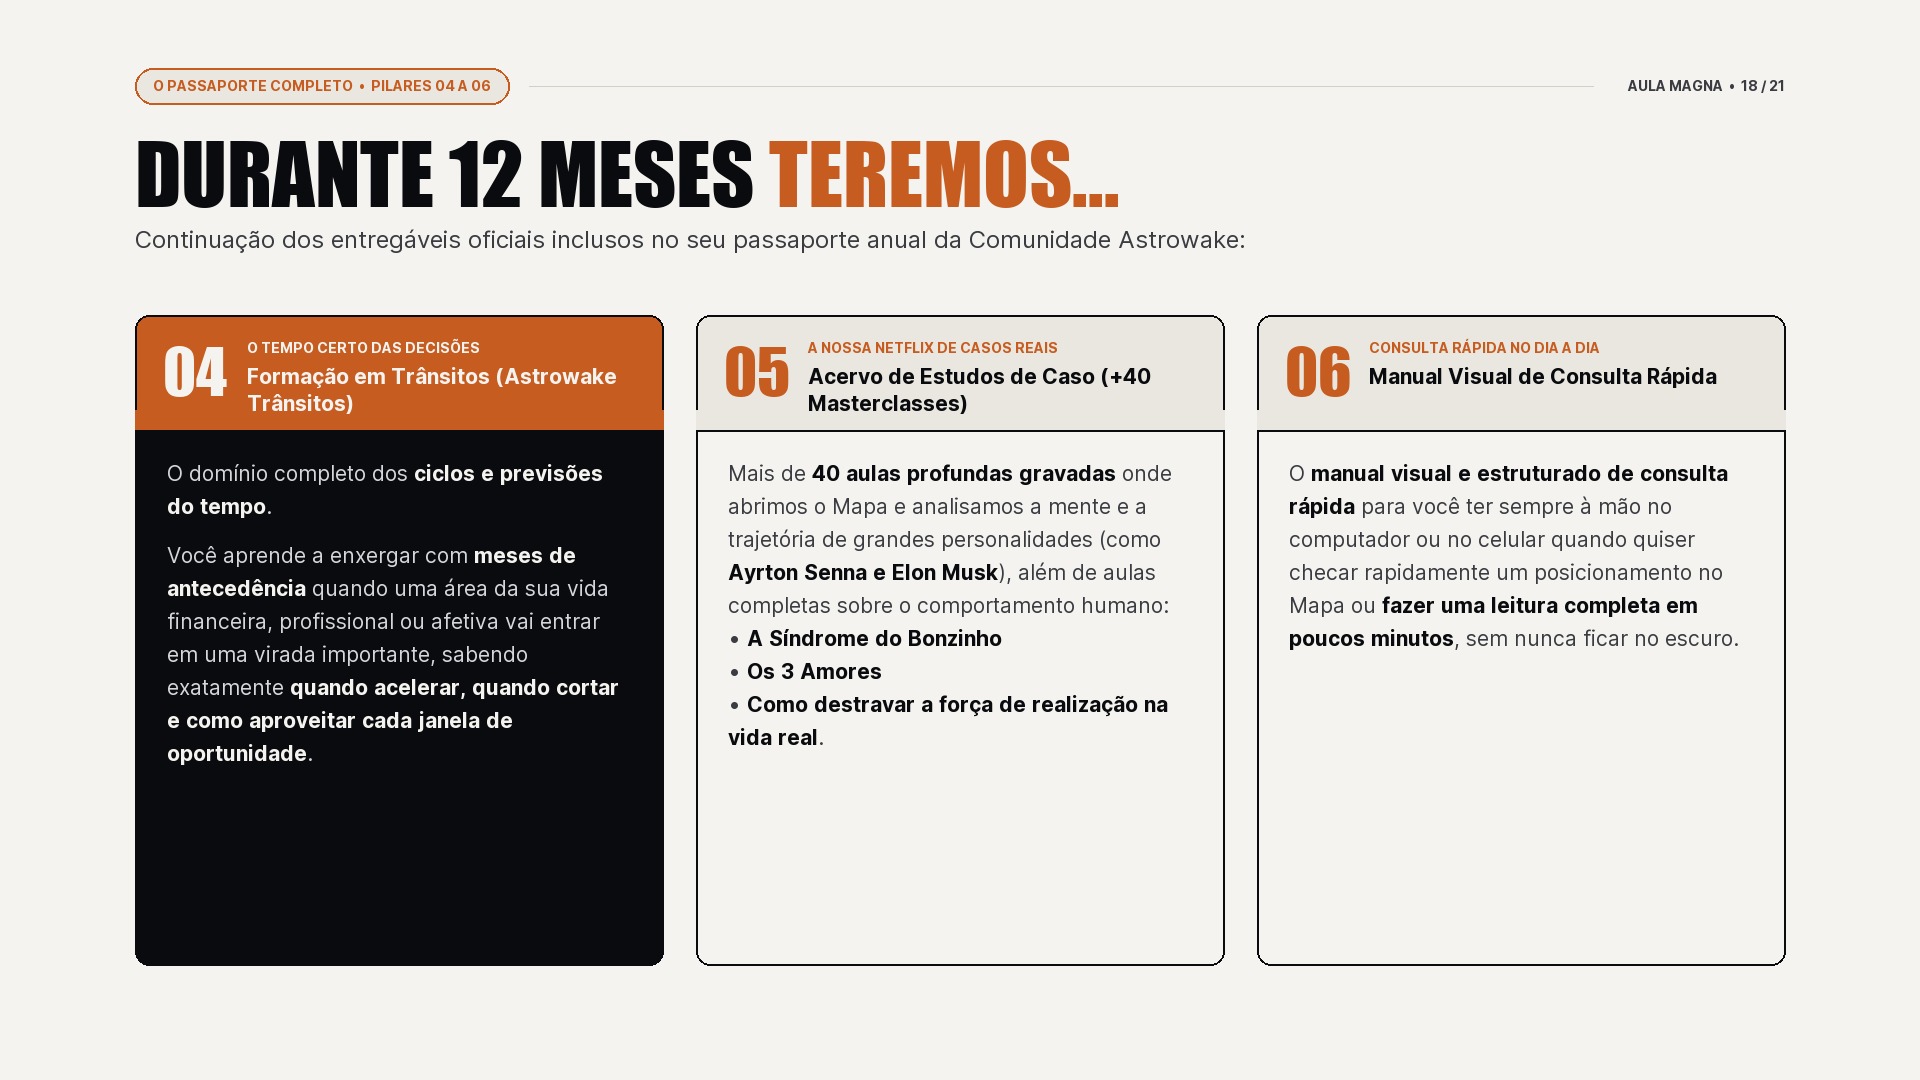 O PASSAPORTE COMPLETO • PILARES 04 A 06
AULA MAGNA • 18 / 21
DURANTE 12 MESES TEREMOS...
Continuação dos entregáveis oficiais inclusos no seu passaporte anual da Comunidade Astrowake:
04
O TEMPO CERTO DAS DECISÕES
Formação em Trânsitos (Astrowake
Trânsitos)
O domínio completo dos ciclos e previsões
do tempo.
Você aprende a enxergar com meses de
antecedência quando uma área da sua vida
financeira, profissional ou afetiva vai entrar
em uma virada importante, sabendo
exatamente quando acelerar, quando cortar
e como aproveitar cada janela de
oportunidade.
05
A NOSSA NETFLIX DE CASOS REAIS
Acervo de Estudos de Caso (+40
Masterclasses)
Mais de 40 aulas profundas gravadas onde
abrimos o Mapa e analisamos a mente e a
trajetória de grandes personalidades (como
Ayrton Senna e Elon Musk), além de aulas
completas sobre o comportamento humano:
• A Síndrome do Bonzinho
• Os 3 Amores
• Como destravar a força de realização na
vida real.
06
CONSULTA RÁPIDA NO DIA A DIA
Manual Visual de Consulta Rápida
O manual visual e estruturado de consulta
rápida para você ter sempre à mão no
computador ou no celular quando quiser
checar rapidamente um posicionamento no
Mapa ou fazer uma leitura completa em
poucos minutos, sem nunca ficar no escuro.